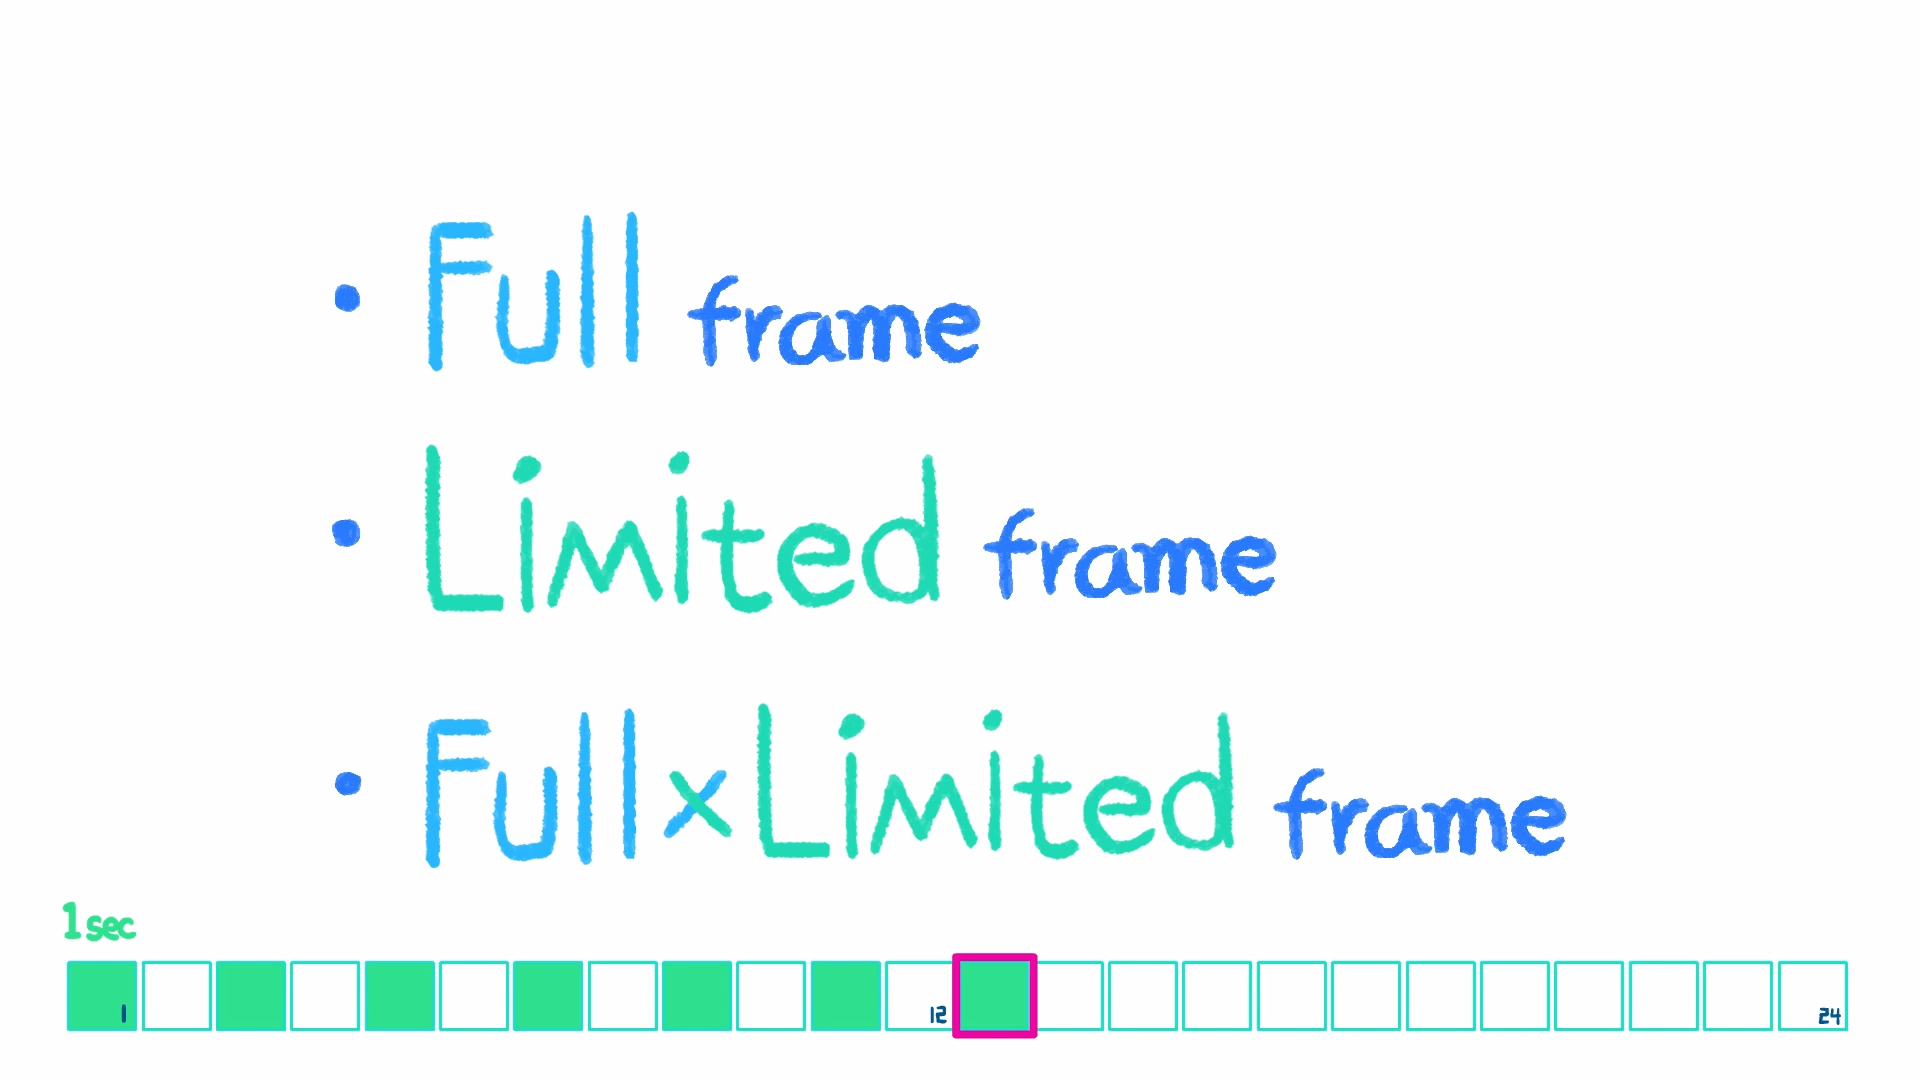 • Full frame
• Limited frame
• Full x Limited frame
1sec
1 12 24